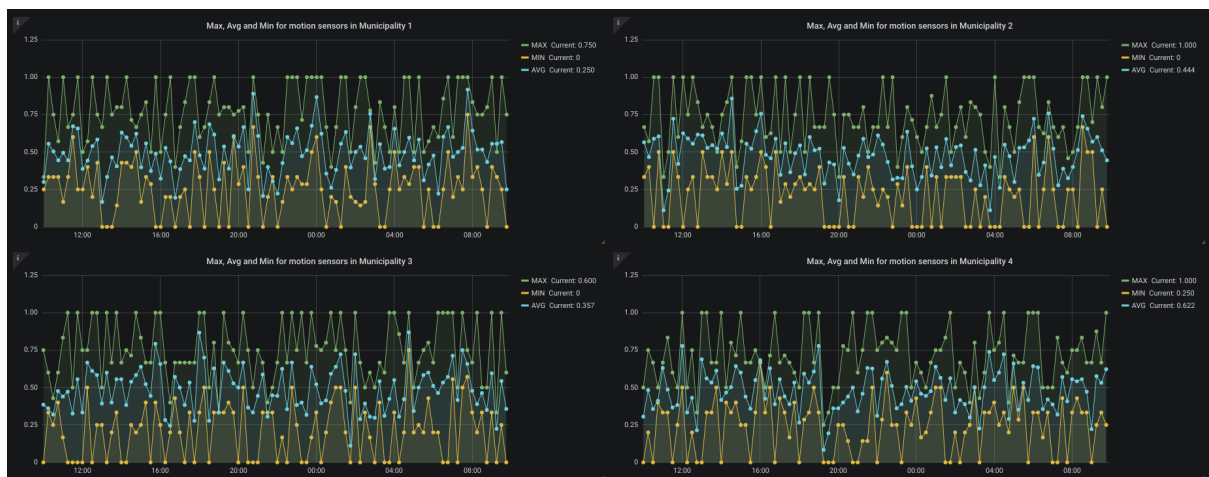 i
Max, Avg and Min for motion sensors in Municipality 1
1.25
1.00
0.75
0.50
0.25
0
12:00 16:00 20:00 00:00 04:00 08:00
MAX Current: 0.750
MIN Current: 0
AVG Current: 0.250
i
Max, Avg and Min for motion sensors in Municipality 2
1.25
1.00
0.75
0.50
0.25
0
12:00 16:00 20:00 00:00 04:00 08:00
MAX Current: 1.000
MIN Current: 0
AVG Current: 0.444
i
Max, Avg and Min for motion sensors in Municipality 3
1.25
1.00
0.75
0.50
0.25
0
12:00 16:00 20:00 00:00 04:00 08:00
MAX Current: 0.600
MIN Current: 0
AVG Current: 0.357
i
Max, Avg and Min for motion sensors in Municipality 4
1.25
1.00
0.75
0.50
0.25
0
12:00 16:00 20:00 00:00 04:00 08:00
MAX Current: 1.000
MIN Current: 0.250
AVG Current: 0.622